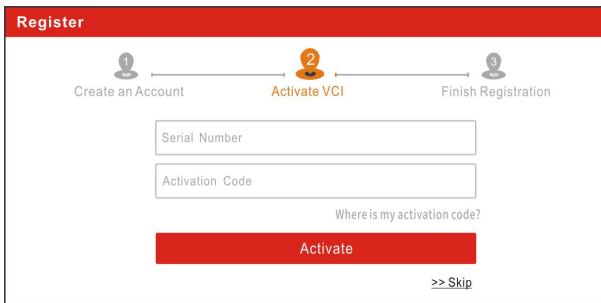 Register
1 2 3
Create an Account Activate VCI Finish Registration
Serial Number
Activation Code
Where is my activation code?
Activate
>> Skip